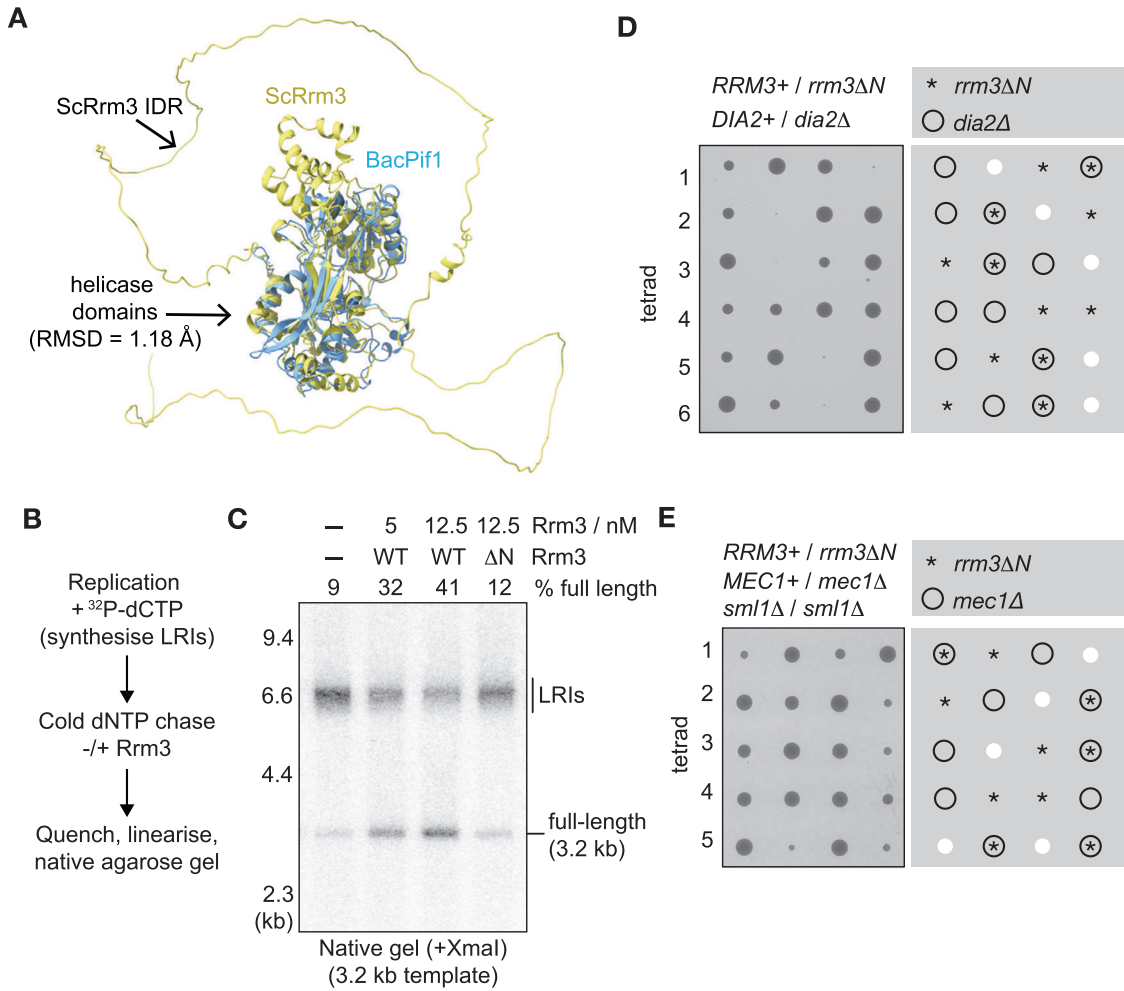 A
ScRrm3 IDR
ScRrm3
BacPif1
helicase
domains
(RMSD = 1.18 Å)
B
Replication
+ ³²P-dCTP
(synthesise LRIs)
Cold dNTP chase
-/+ Rrm3
Quench, linearise,
native agarose gel
C
– 5 12.5 12.5 Rrm3 / nM
– WT WT ΔN Rrm3
9 32 41 12 % full length
9.4
6.6
4.4
2.3
(kb)
LRIs
full-length
(3.2 kb)
Native gel (+XmaI)
(3.2 kb template)
D
RRM3+ / rrm3ΔN
DIA2+ / dia2Δ
* rrm3ΔN
dia2Δ
tetrad
1
2
3
4
5
6
E
RRM3+ / rrm3ΔN
MEC1+ / mec1Δ
sml1Δ / sml1Δ
* rrm3ΔN
mec1Δ
tetrad
1
2
3
4
5